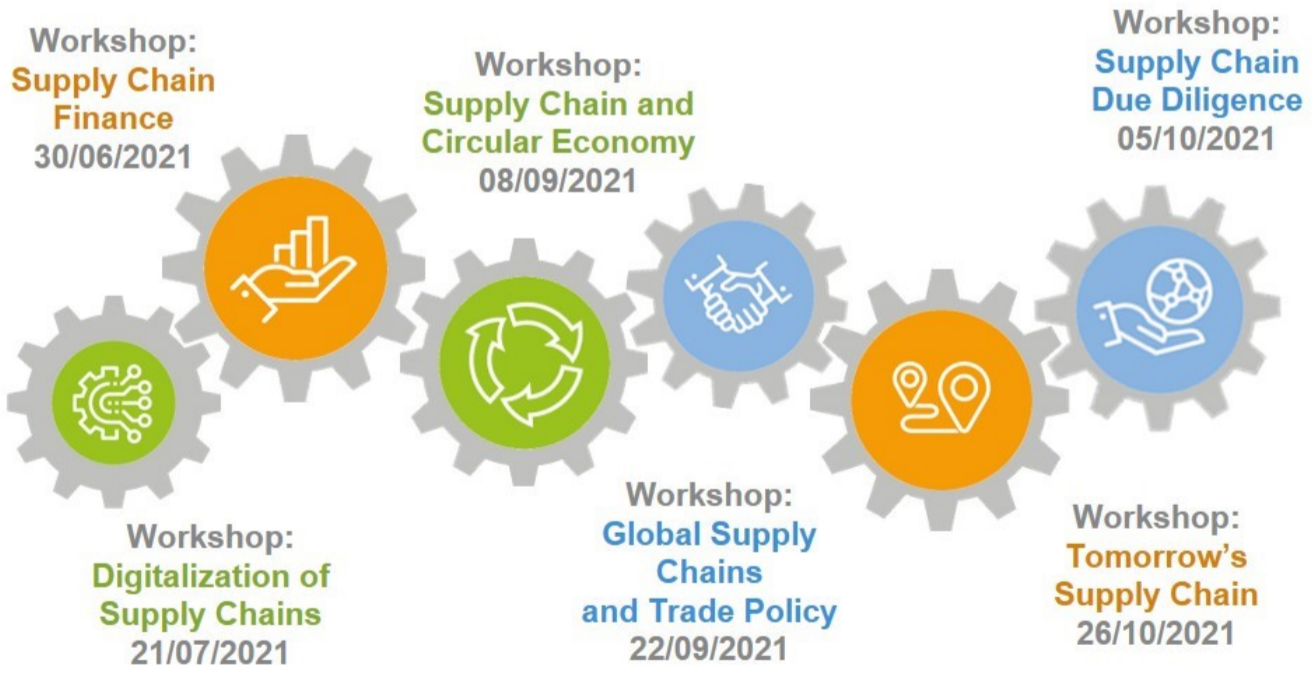 Workshop:
Supply Chain
Finance
30/06/2021
Workshop:
Supply Chain and
Circular Economy
08/09/2021
Workshop:
Supply Chain
Due Diligence
05/10/2021
Workshop:
Digitalization of
Supply Chains
21/07/2021
Workshop:
Global Supply
Chains
and Trade Policy
22/09/2021
Workshop:
Tomorrow’s
Supply Chain
26/10/2021